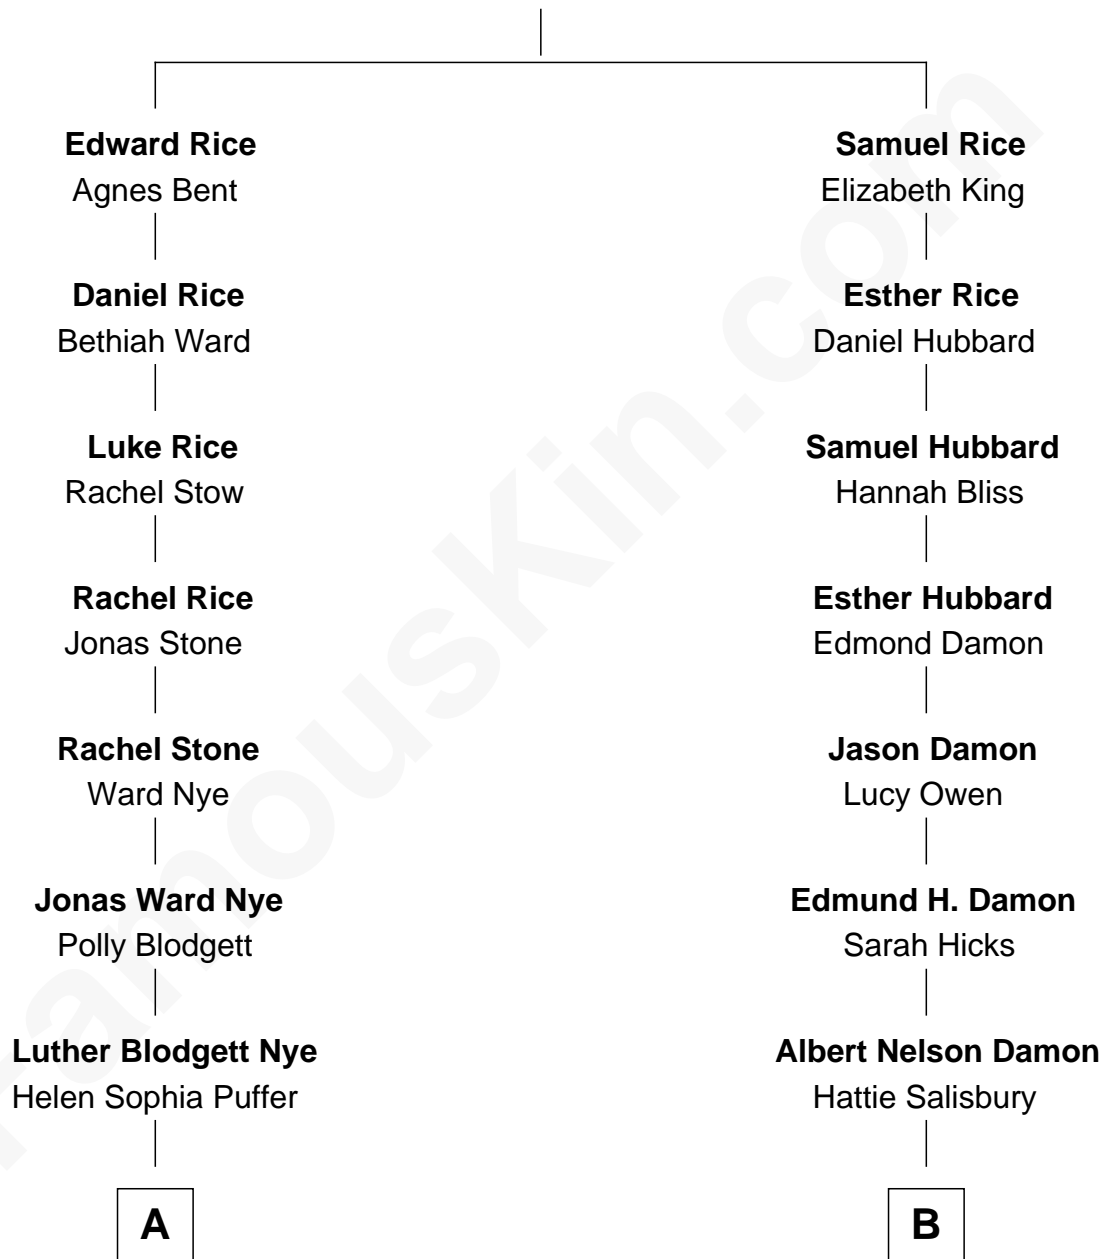 Edward Rice
Agnes Bent
Daniel Rice
Bethiah Ward
Luke Rice
Rachel Stow
Rachel Rice
Jonas Stone
Rachel Stone
Ward Nye
Jonas Ward Nye
Polly Blodgett
Luther Blodgett Nye
Helen Sophia Puffer
A
Samuel Rice
Elizabeth King
Esther Rice
Daniel Hubbard
Samuel Hubbard
Hannah Bliss
Esther Hubbard
Edmond Damon
Jason Damon
Lucy Owen
Edmund H. Damon
Sarah Hicks
Albert Nelson Damon
Hattie Salisbury
B
FamousKin.com